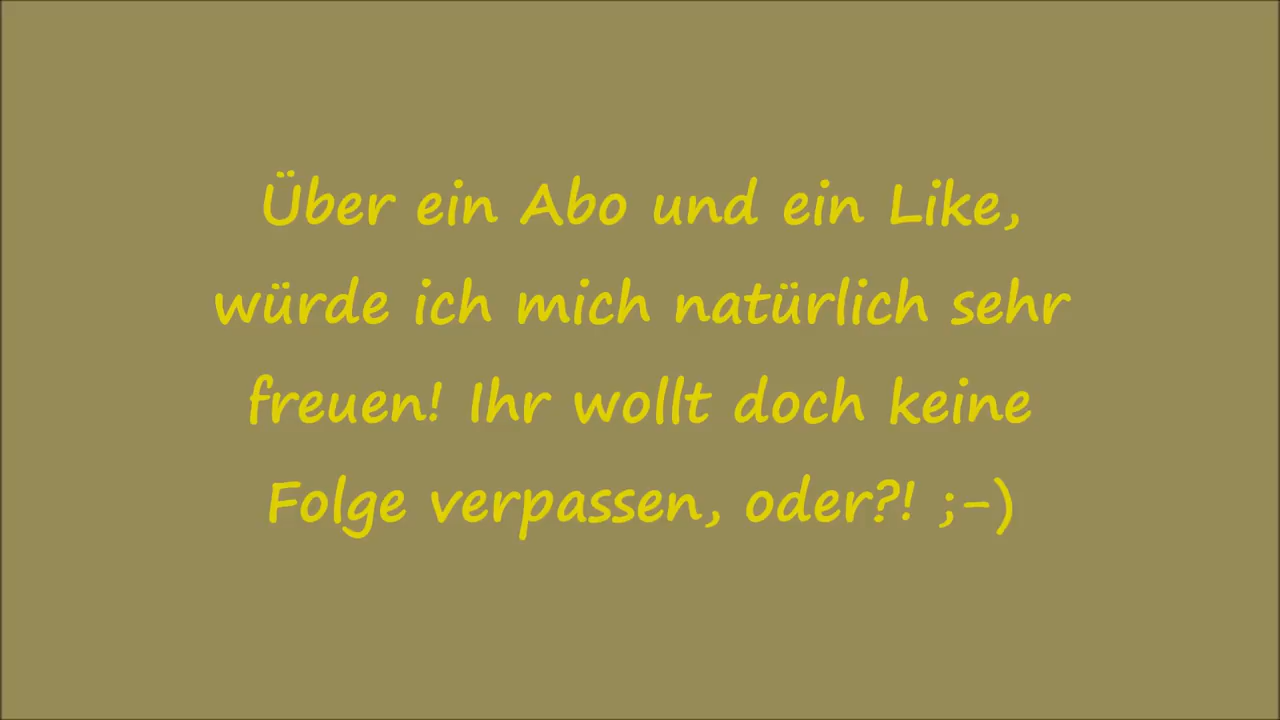 Über ein Abo und ein Like,
würde ich mich natürlich sehr
freuen! Ihr wollt doch keine
Folge verpassen, oder?! ;-)